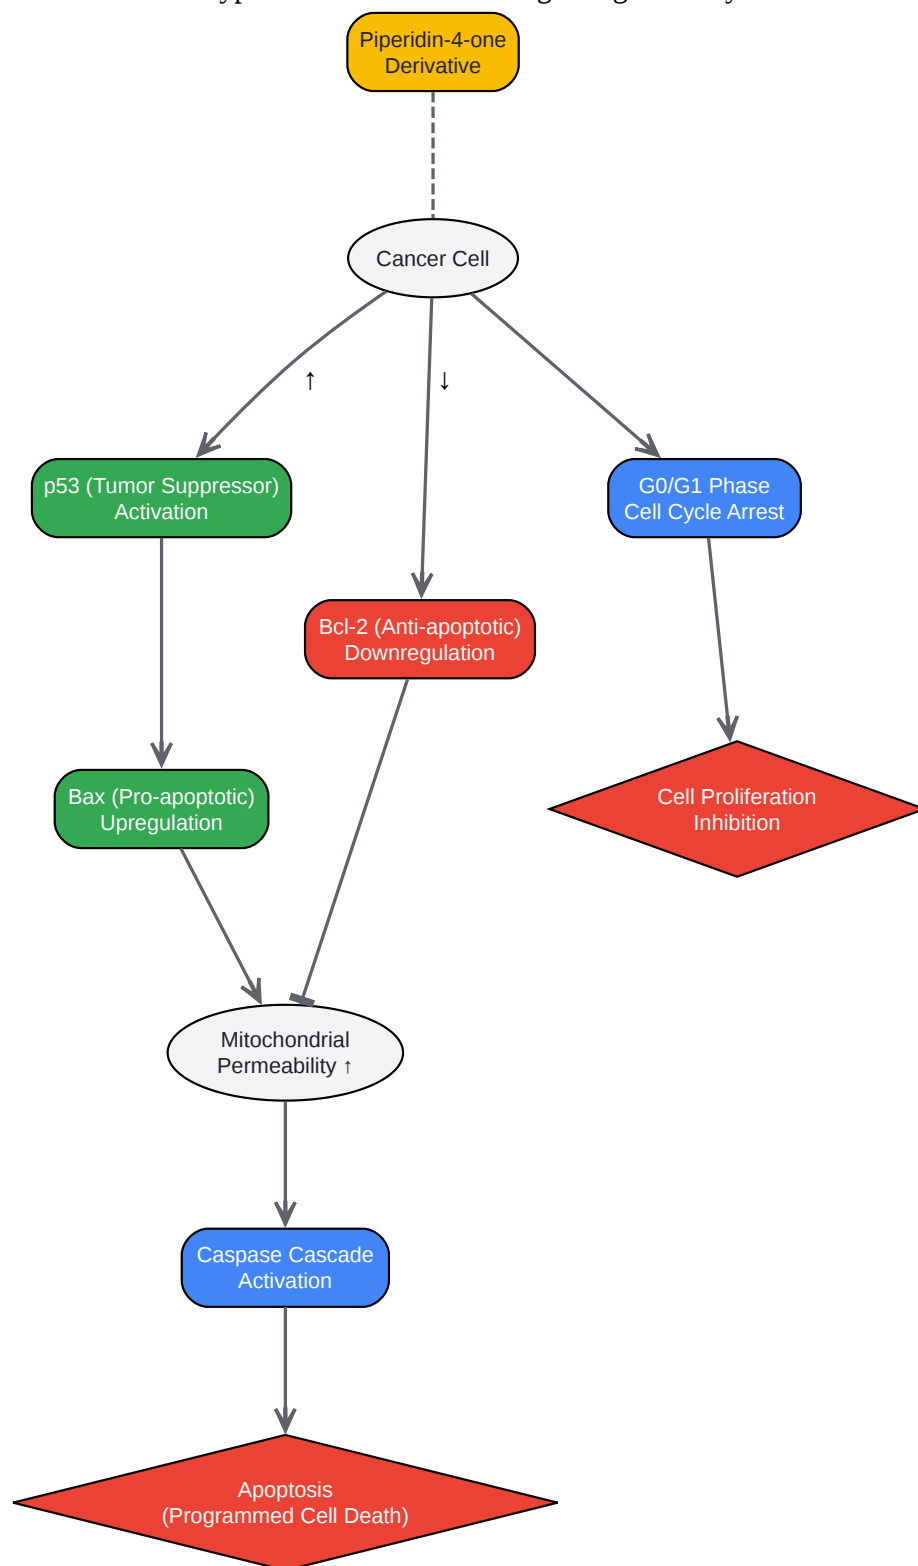 Piperidin-4-one
Derivative
Cancer Cell
↑
↓
p53 (Tumor Suppressor)
Activation
G0/G1 Phase
Cell Cycle Arrest
Bcl-2 (Anti-apoptotic)
Downregulation
Bax (Pro-apoptotic)
Upregulation
Cell Proliferation
Inhibition
Mitochondrial
Permeability ↑
Caspase Cascade
Activation
Apoptosis
(Programmed Cell Death)